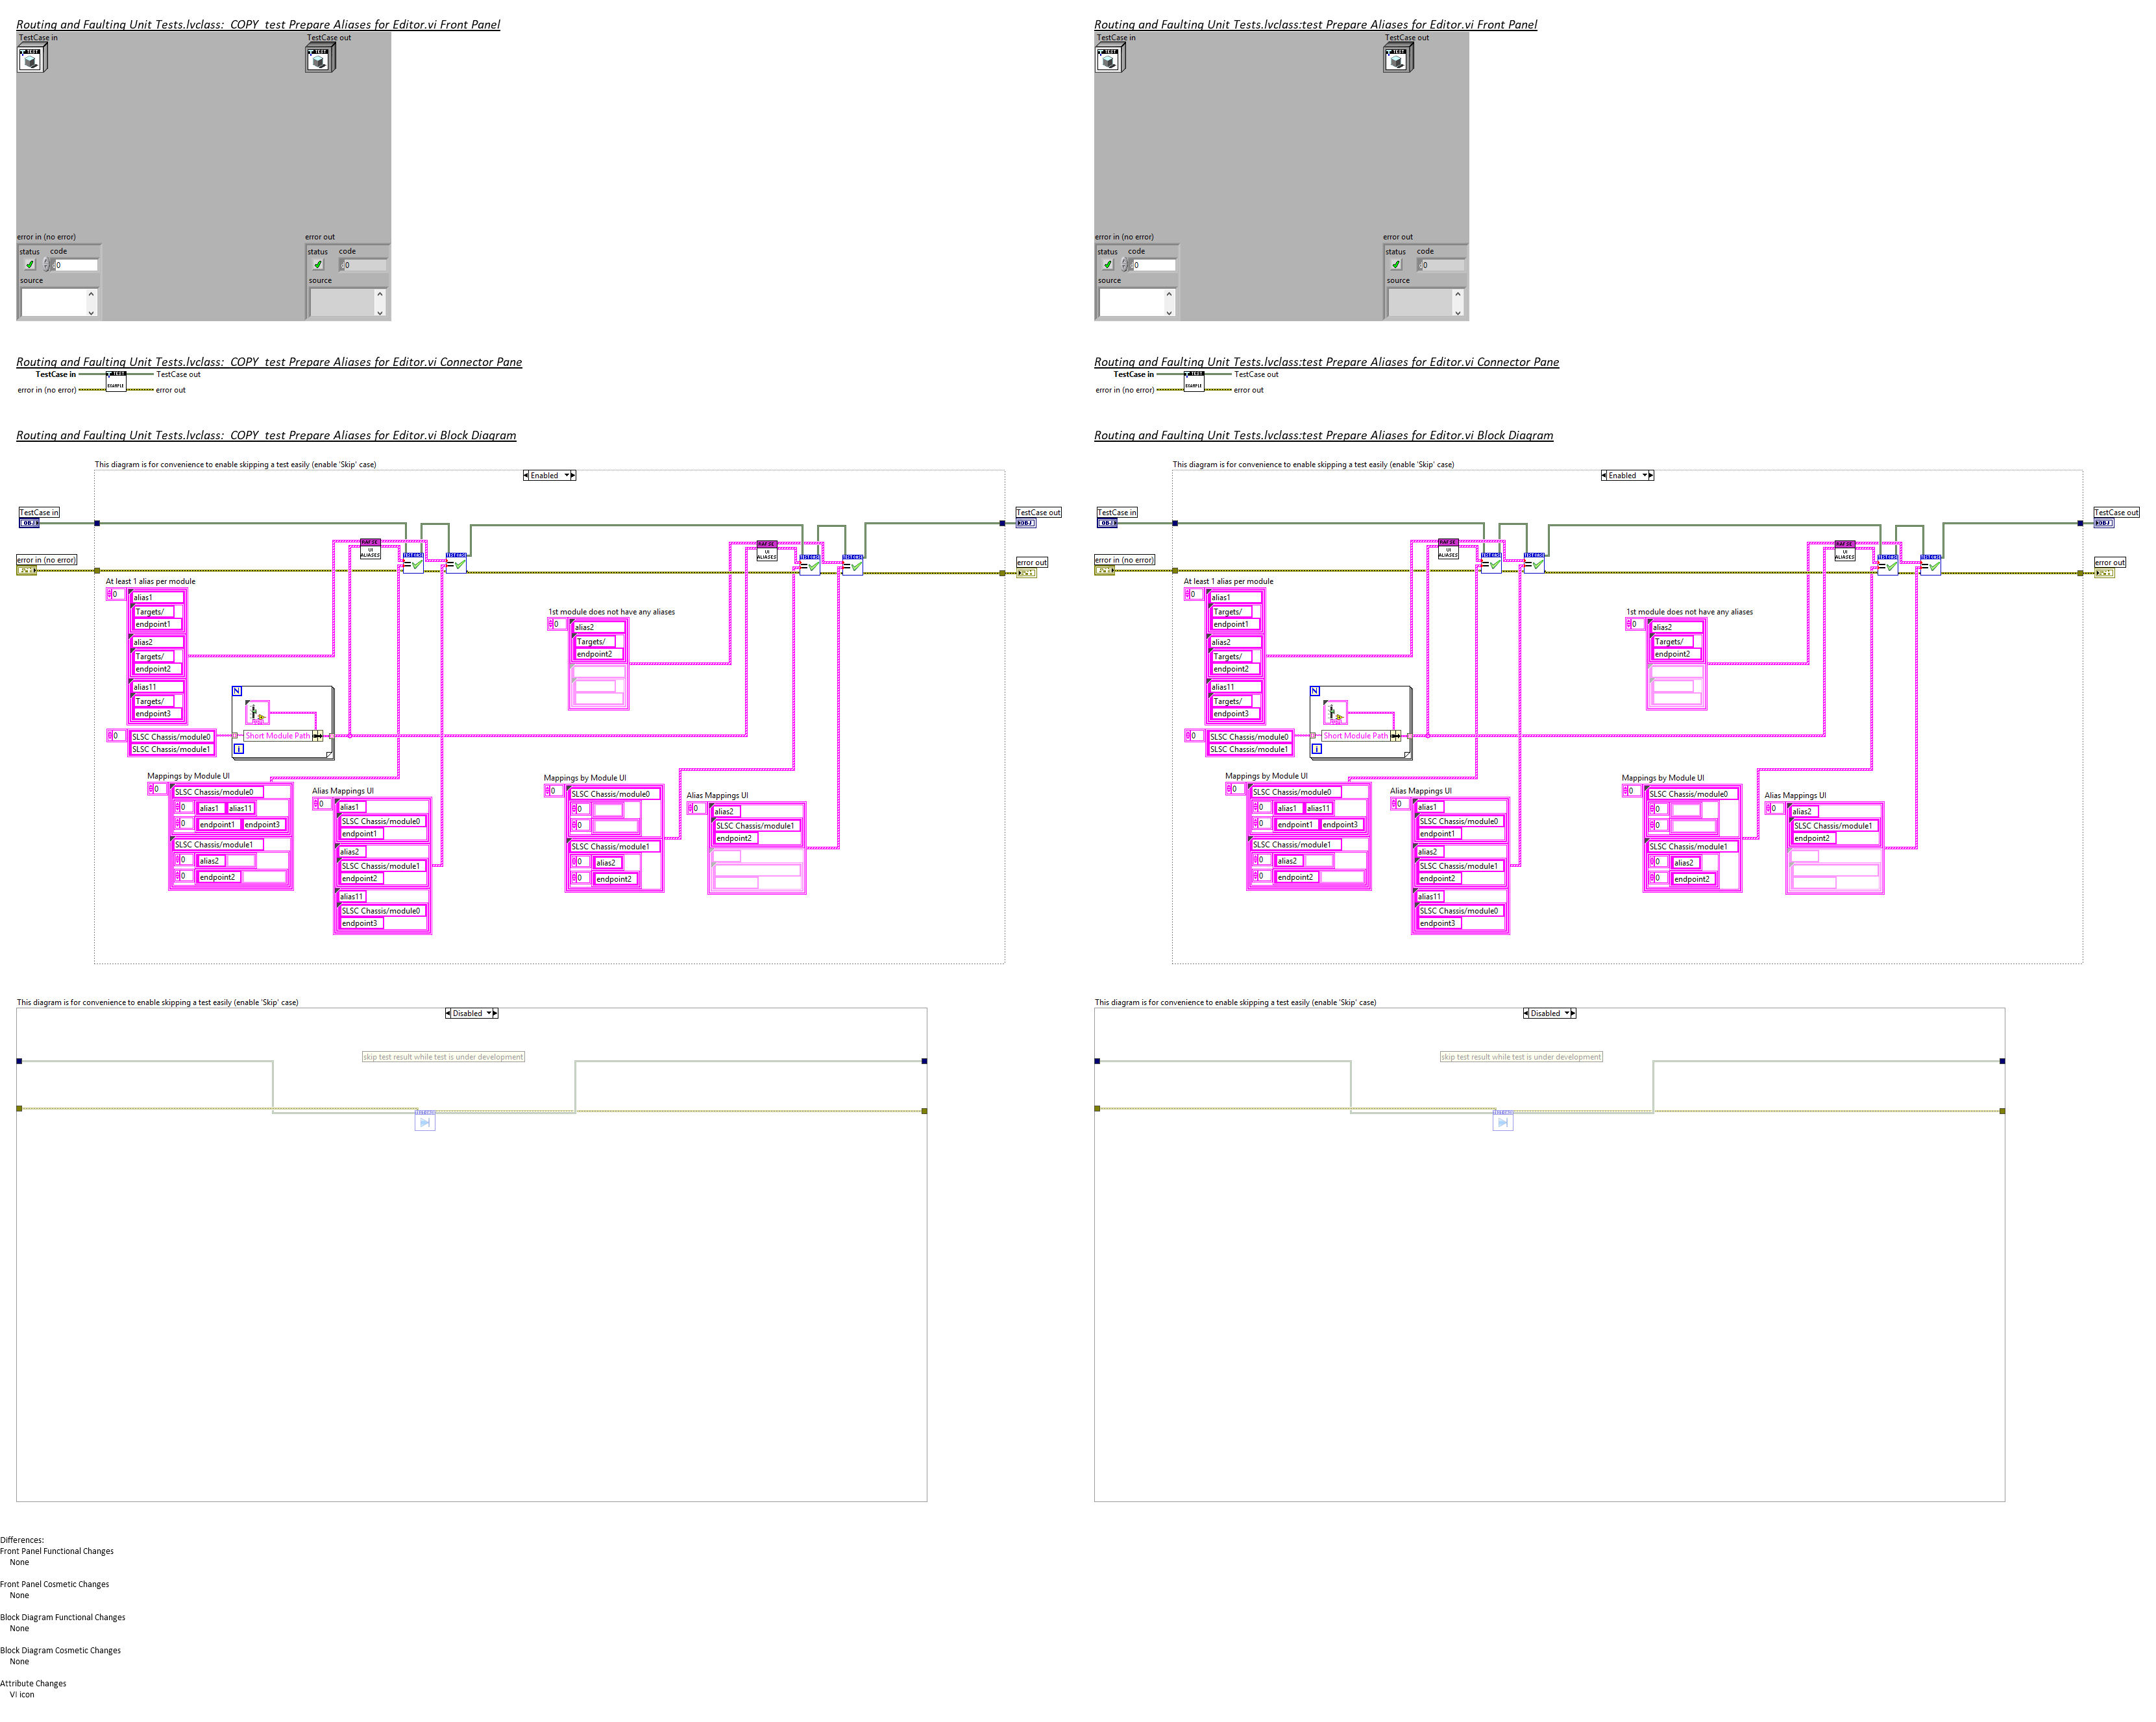 Routing and Faulting Unit Tests.lvclass:  COPY  test Prepare Aliases for Editor.vi Front Panel
TestCase in
TestCase out
TEST
TEST
error in (no error)
error out
status
code
0
source
status
code
0
source
Routing and Faulting Unit Tests.lvclass:  COPY  test Prepare Aliases for Editor.vi Connector Pane
TestCase in
TEST
TestCase out
error in (no error)
EXAMPLE
error out
Routing and Faulting Unit Tests.lvclass:  COPY  test Prepare Aliases for Editor.vi Block Diagram
This diagram is for convenience to enable skipping a test easily (enable 'Skip' case)
Enabled
TestCase in
OBJ
TestCase out
OBJ
error in (no error)
error out
UI
ALIASES
UI
ALIASES
At least 1 alias per module
0
alias1
Targets/
endpoint1
alias2
Targets/
endpoint2
alias11
Targets/
endpoint3
1st module does not have any aliases
0
alias2
Targets/
endpoint2
N
Short Module Path
i
0
SLSC Chassis/module0
SLSC Chassis/module1
Mappings by Module UI
0
SLSC Chassis/module0
0
alias1
alias11
0
endpoint1
endpoint3
SLSC Chassis/module1
0
alias2
0
endpoint2
Alias Mappings UI
0
alias1
SLSC Chassis/module0
endpoint1
alias2
SLSC Chassis/module1
endpoint2
alias11
SLSC Chassis/module0
endpoint3
Mappings by Module UI
0
SLSC Chassis/module0
0
0
SLSC Chassis/module1
0
alias2
0
endpoint2
Alias Mappings UI
0
alias2
SLSC Chassis/module1
endpoint2
This diagram is for convenience to enable skipping a test easily (enable 'Skip' case)
Disabled
skip test result while test is under development
Routing and Faulting Unit Tests.lvclass:test Prepare Aliases for Editor.vi Front Panel
TestCase in
TestCase out
TEST
TEST
error in (no error)
error out
status
code
0
source
status
code
0
source
Routing and Faulting Unit Tests.lvclass:test Prepare Aliases for Editor.vi Connector Pane
TestCase in
TEST
TestCase out
error in (no error)
EXAMPLE
error out
Routing and Faulting Unit Tests.lvclass:test Prepare Aliases for Editor.vi Block Diagram
This diagram is for convenience to enable skipping a test easily (enable 'Skip' case)
Enabled
TestCase in
OBJ
TestCase out
OBJ
error in (no error)
error out
UI
ALIASES
UI
ALIASES
At least 1 alias per module
0
alias1
Targets/
endpoint1
alias2
Targets/
endpoint2
alias11
Targets/
endpoint3
1st module does not have any aliases
0
alias2
Targets/
endpoint2
N
Short Module Path
i
0
SLSC Chassis/module0
SLSC Chassis/module1
Mappings by Module UI
0
SLSC Chassis/module0
0
alias1
alias11
0
endpoint1
endpoint3
SLSC Chassis/module1
0
alias2
0
endpoint2
Alias Mappings UI
0
alias1
SLSC Chassis/module0
endpoint1
alias2
SLSC Chassis/module1
endpoint2
alias11
SLSC Chassis/module0
endpoint3
Mappings by Module UI
0
SLSC Chassis/module0
0
0
SLSC Chassis/module1
0
alias2
0
endpoint2
Alias Mappings UI
0
alias2
SLSC Chassis/module1
endpoint2
This diagram is for convenience to enable skipping a test easily (enable 'Skip' case)
Disabled
skip test result while test is under development
Differences:
Front Panel Functional Changes
None
Front Panel Cosmetic Changes
None
Block Diagram Functional Changes
None
Block Diagram Cosmetic Changes
None
Attribute Changes
VI icon